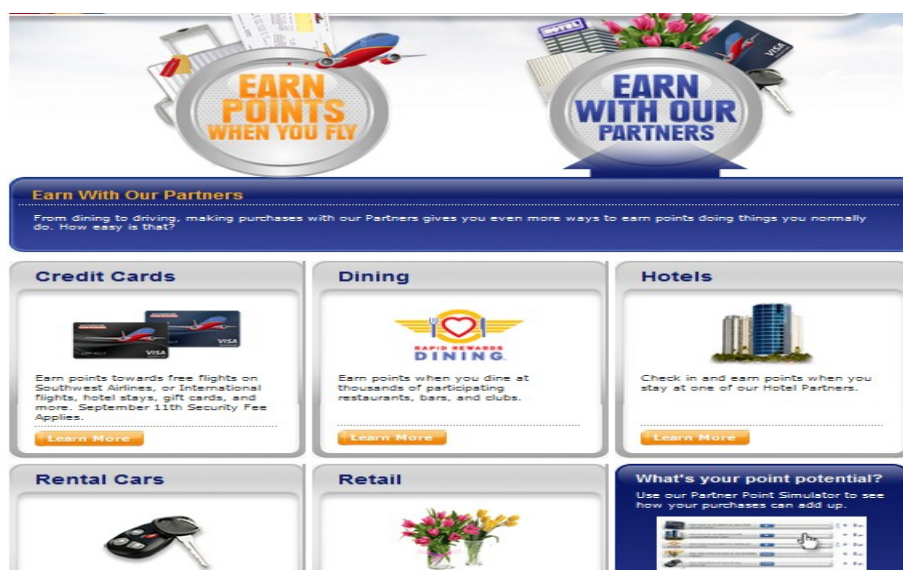 HOTEL
VISA
EARN
POINTS
WHEN YOU FLY
EARN
WITH OUR
PARTNERS
Earn With Our Partners
From dining to driving, making purchases with our Partners gives you even more ways to earn points doing things you normally
do. How easy is that?
Credit Cards
VISA
VISA
Earn points towards free flights on
Southwest Airlines, or International
flights, hotel stays, gift cards, and
more. September 11th Security Fee
Applies.
Learn More
Dining
RAPID REWARDS
DINING.
Earn points when you dine at
thousands of participating
restaurants, bars, and clubs.
Learn More
Hotels
Check in and earn points when you
stay at one of our Hotel Partners.
Learn More
Rental Cars
Retail
What's your point potential?
Use our Partner Point Simulator to see
how your purchases can add up.